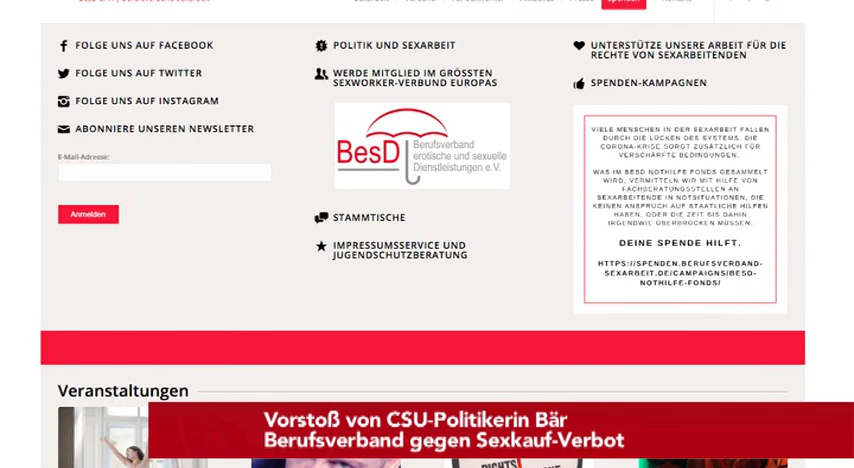 FOLGE UNS AUF FACEBOOK
FOLGE UNS AUF TWITTER
FOLGE UNS AUF INSTAGRAM
ABONNIERE UNSEREN NEWSLETTER
E-Mail-Adresse:
Anmelden
POLITIK UND SEXARBEIT
WERDE MITGLIED IM GRÖSSTEN
SEXWORKER-VERBUND EUROPAS
BesD
Berufsverband
erotische und sexuelle
Dienstleistungen e.V.
STAMMTISCHE
IMPRESSUMSSERVICE UND
JUGENDSCHUTZBERATUNG
UNTERSTÜTZE UNSERE ARBEIT FÜR DIE
RECHTE VON SEXARBEITENDEN
SPENDEN-KAMPAGNEN
VIELE MENSCHEN IN DER SEXARBEIT FALLEN
DURCH DIE LÜCKEN DES SYSTEMS. DIE
CORONA-KRISE SORGT ZUSÄTZLICH FÜR
VERSCHÄRFTE BEDINGUNGEN.
WAS IM BESD NOTHILFE FONDS GESAMMELT
WIRD, VERMITTELN WIR MIT HILFE VON
FACHBERATUNGSSTELLEN AN
SEXARBEITENDE IN NOTSITUATIONEN, DIE
KEINEN ANSPRUCH AUF STAATLICHE HILFEN
HABEN, ODER DIE ZEIT BIS DAHIN
IRGENDWIE ÜBERBRÜCKEN MÜSSEN.
DEINE SPENDE HILFT.
HTTPS://SPENDEN.BERUFSVERBAND-
SEXARBEIT.DE/CAMPAIGNS/BESD-
NOTHILFE-FONDS/
Veranstaltungen
Vorstoß von CSU-Politikerin Bär
Berufsverband gegen Sexkauf-Verbot
RIGHTS